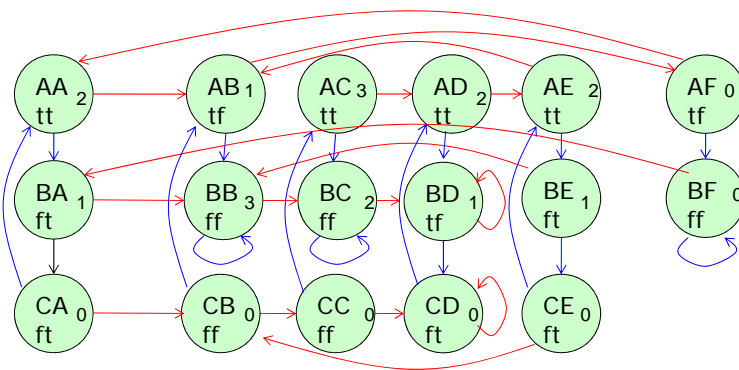 AA 2
tt
AB 1
tf
AC 3
tt
AD 2
tt
AE 2
tt
AF 0
tf
BA 1
ft
BB 3
ff
BC 2
ff
BD 1
tf
BE 1
ft
BF 0
ff
CA 0
ft
CB 0
ff
CC 0
ff
CD 0
ft
CE 0
ft